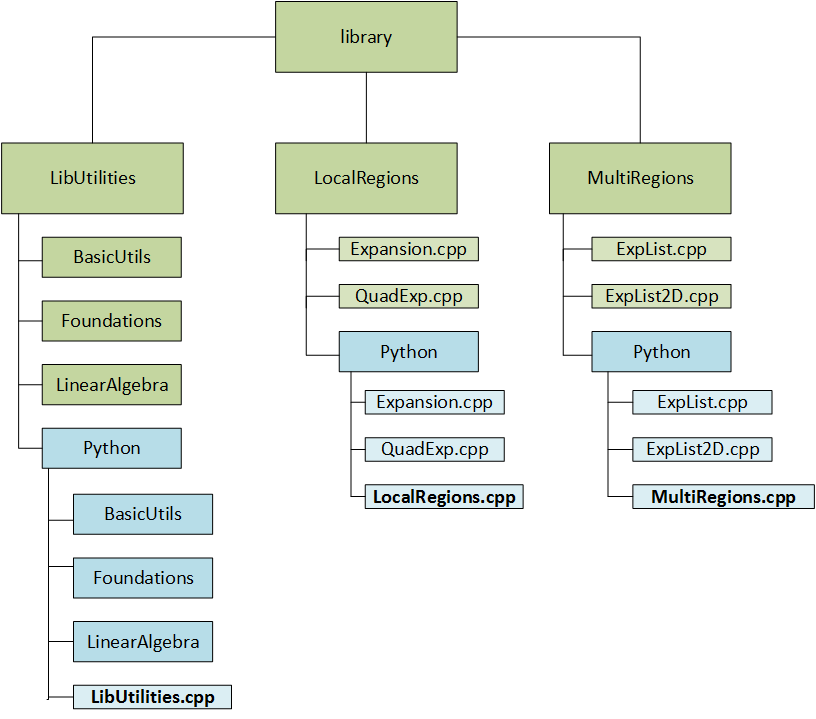 library
LibUtilities
BasicUtils
Foundations
LinearAlgebra
Python
BasicUtils
Foundations
LinearAlgebra
LibUtilities.cpp
LocalRegions
Expansion.cpp
QuadExp.cpp
Python
Expansion.cpp
QuadExp.cpp
LocalRegions.cpp
MultiRegions
ExpList.cpp
ExpList2D.cpp
Python
ExpList.cpp
ExpList2D.cpp
MultiRegions.cpp